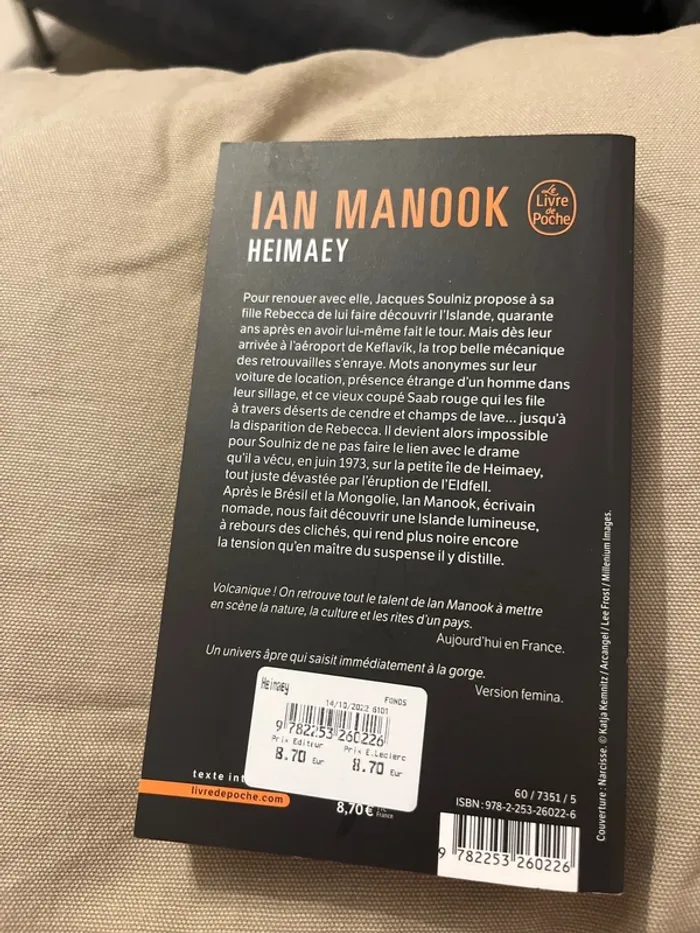 IAN MANOOK
Le
Livre
de
Poche
HEIMAEY
Pour renouer avec elle, Jacques Soulniz propose à sa
fille Rebecca de lui faire découvrir l'Islande, quarante
ans après en avoir lui-même fait le tour. Mais dès leur
arrivée à l'aéroport de Keflavík, la trop belle mécanique
des retrouvailles s'enraye. Mots anonymes sur leur
voiture de location, présence étrange d'un homme dans
leur sillage, et ce vieux coupé Saab rouge qui les file
à travers déserts de cendre et champs de lave... jusqu'à
la disparition de Rebecca. Il devient alors impossible
pour Soulniz de ne pas faire le lien avec le drame
qu'il a vécu, en juin 1973, sur la petite île de Heimaey,
tout juste dévastée par l'éruption de l'Eldfell.
Après le Brésil et la Mongolie, Ian Manook, écrivain
nomade, nous fait découvrir une Islande lumineuse,
à rebours des clichés, qui rend plus noire encore
la tension qu'en maître du suspense il y distille.
Volcanique ! On retrouve tout le talent de Ian Manook à mettre
en scène la nature, la culture et les rites d'un pays.
Aujourd'hui en France.
Un univers âpre qui saisit immédiatement à la gorge.
Version femina.
Heimaey
FONDS
14/10/2022 0101
9 782253 260226
Prix Editeur Prix E.Leclerc
8.70 Eur 8.70 Eur
texte int
livredepoche.com
8,70 € France
60 / 7351 / 5
ISBN : 978-2-253-26022-6
9 782253 260226
Couverture : Narcisse. © Katja Kemnitz / Arcangel / Lee Frost / Millenium Images.